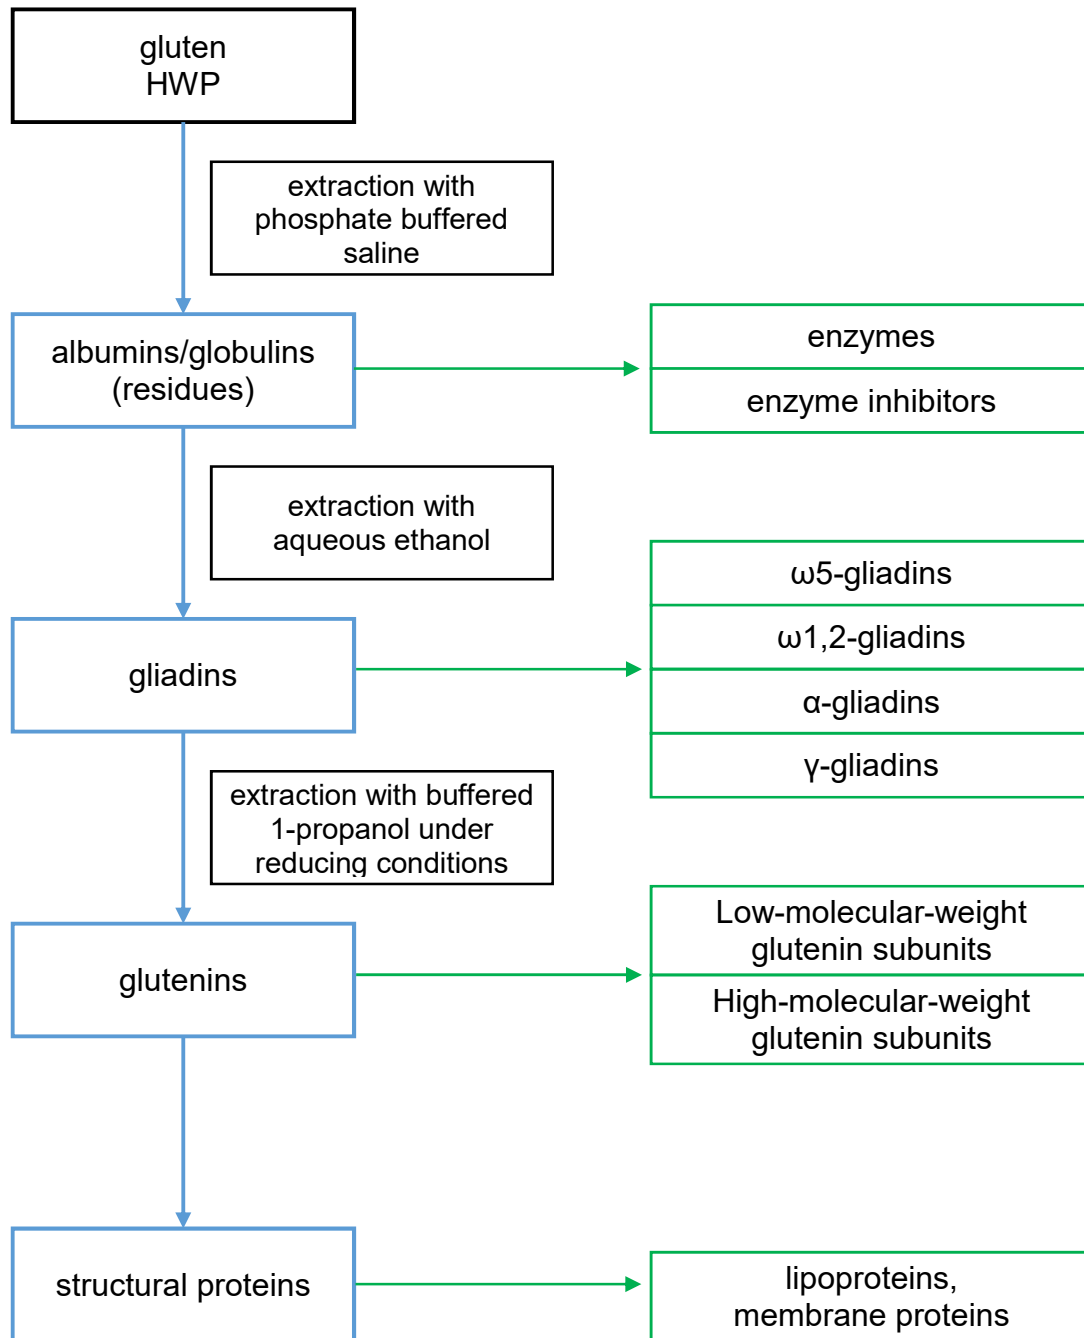 gluten
HWP
extraction with
phosphate buffered
saline
albumins/globulins
(residues)
enzymes
enzyme inhibitors
extraction with
aqueous ethanol
gliadins
ω5-gliadins
ω1,2-gliadins
α-gliadins
γ-gliadins
extraction with buffered
1-propanol under
reducing conditions
glutenins
Low-molecular-weight
glutenin subunits
High-molecular-weight
glutenin subunits
structural proteins
lipoproteins,
membrane proteins